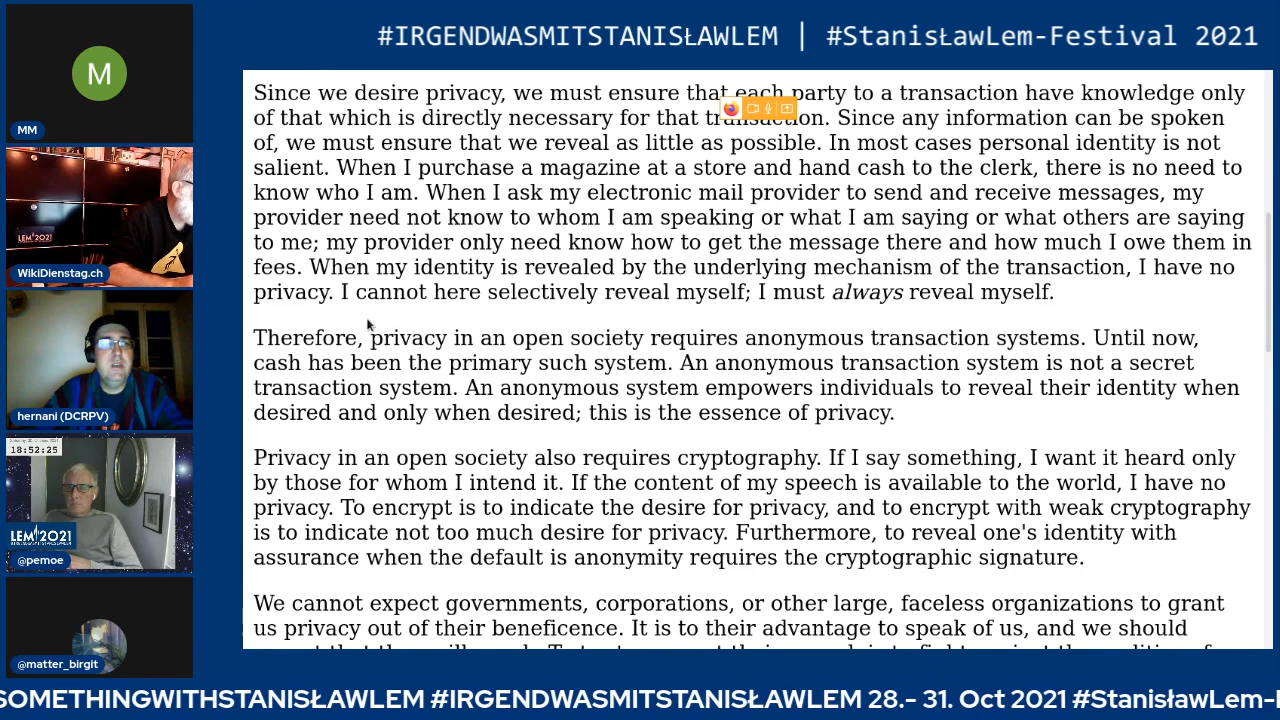 #IRGENDWASMITSTANISŁAWLEM | #StanisŁawLem-Festival 2021
M
MM
LEM 2021
WikiDienstag.ch
hernani (DCRPV)
18:52:25
LEM 2021
@pemoe
@matter_birgit
Since we desire privacy, we must ensure that each party to a transaction have knowledge only
of that which is directly necessary for that transaction. Since any information can be spoken
of, we must ensure that we reveal as little as possible. In most cases personal identity is not
salient. When I purchase a magazine at a store and hand cash to the clerk, there is no need to
know who I am. When I ask my electronic mail provider to send and receive messages, my
provider need not know to whom I am speaking or what I am saying or what others are saying
to me; my provider only need know how to get the message there and how much I owe them in
fees. When my identity is revealed by the underlying mechanism of the transaction, I have no
privacy. I cannot here selectively reveal myself; I must always reveal myself.
Therefore, privacy in an open society requires anonymous transaction systems. Until now,
cash has been the primary such system. An anonymous transaction system is not a secret
transaction system. An anonymous system empowers individuals to reveal their identity when
desired and only when desired; this is the essence of privacy.
Privacy in an open society also requires cryptography. If I say something, I want it heard only
by those for whom I intend it. If the content of my speech is available to the world, I have no
privacy. To encrypt is to indicate the desire for privacy, and to encrypt with weak cryptography
is to indicate not too much desire for privacy. Furthermore, to reveal one's identity with
assurance when the default is anonymity requires the cryptographic signature.
We cannot expect governments, corporations, or other large, faceless organizations to grant
us privacy out of their beneficence. It is to their advantage to speak of us, and we should
SOMETHINGWITHSTANISŁAWLEM #IRGENDWASMITSTANISŁAWLEM 28.- 31. Oct 2021 #StanisławLem-